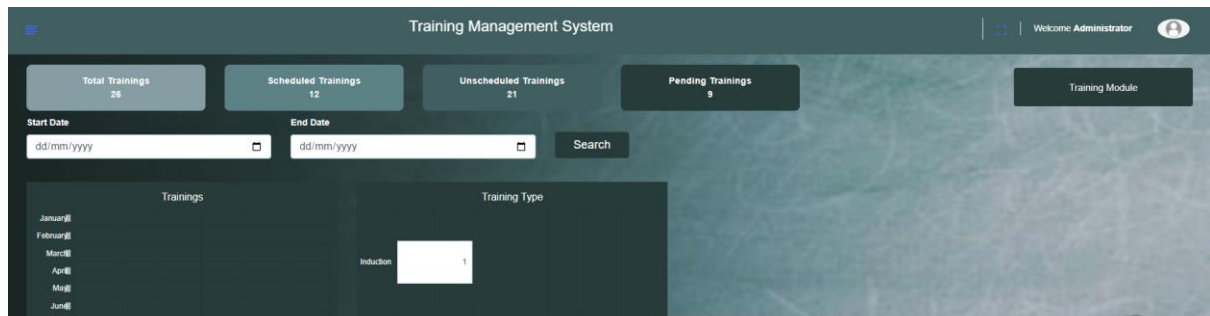 Training Management System
Welcome Administrator
Total Trainings
26
Scheduled Trainings
12
Unscheduled Trainings
21
Pending Trainings
9
Training Module
Start Date
End Date
dd/mm/yyyy
dd/mm/yyyy
Search
Trainings
January
February
March
April
May
June
Training Type
Induction
1